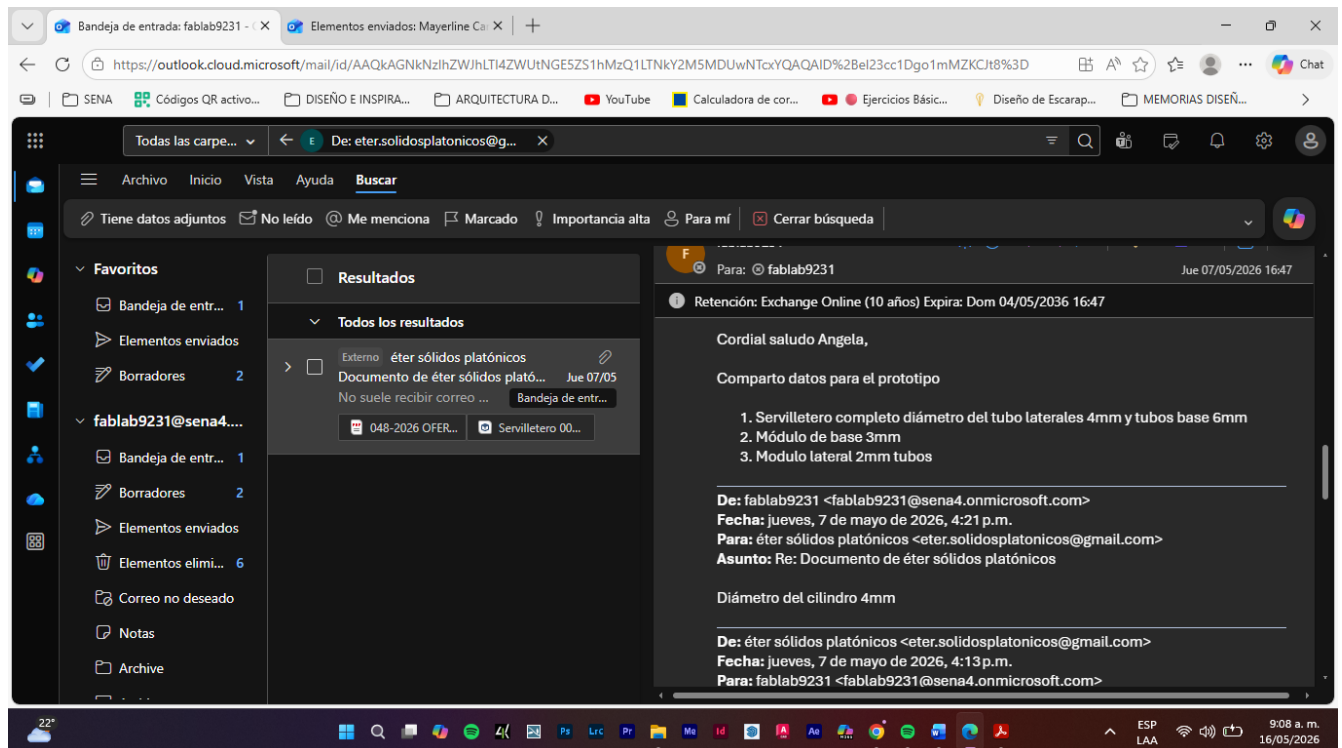 Bandeja de entrada: fablab9231 - (
Elementos enviados: Mayerline Ca
https://outlook.cloud.microsoft/mail/id/AAQkAGNkNzIhZWJhLTI4ZWUtNGE5ZS1hMzQ1LTNkY2M5MDUwNTcxYQAQAID%2BeI23cc1Dgo1mMZKCJt8%3D
Chat
SENA
Códigos QR activo...
DISEÑO E INSPIRA...
ARQUITECTURA D...
YouTube
Calculadora de cor...
Ejercicios Básic...
Diseño de Escarap...
MEMORIAS DISEÑ...
Todas las carpe...
E De: eter.solidosplatonicos@g...
Archivo Inicio Vista Ayuda Buscar
Tiene datos adjuntos No leído Me menciona Marcado Importancia alta Para mí Cerrar búsqueda
Favoritos
Bandeja de entr... 1
Elementos enviados
Borradores 2
fablab9231@sena4....
Bandeja de entr... 1
Borradores 2
Elementos enviados
Elementos elimi... 6
Correo no deseado
Notas
Archive
Resultados
Todos los resultados
Externo éter sólidos platónicos
Documento de éter sólidos plató... Jue 07/05
No suele recibir correo ... Bandeja de entr...
048-2026 OFER... Servilletero 00...
F
Para: fablab9231
Jue 07/05/2026 16:47
Retención: Exchange Online (10 años) Expira: Dom 04/05/2036 16:47
Cordial saludo Angela,
Comparto datos para el prototipo
1. Servilletero completo diámetro del tubo laterales 4mm y tubos base 6mm
2. Módulo de base 3mm
3. Modulo lateral 2mm tubos
De: fablab9231 <fablab9231@sena4.onmicrosoft.com>
Fecha: jueves, 7 de mayo de 2026, 4:21 p.m.
Para: éter sólidos platónicos <eter.solidosplatonicos@gmail.com>
Asunto: Re: Documento de éter sólidos platónicos
Diámetro del cilindro 4mm
De: éter sólidos platónicos <eter.solidosplatonicos@gmail.com>
Fecha: jueves, 7 de mayo de 2026, 4:13 p.m.
Para: fablab9231 <fablab9231@sena4.onmicrosoft.com>
22°
Ps Lrc Pr Me Id Ae
ESP
LAA
9:08 a. m.
16/05/2026